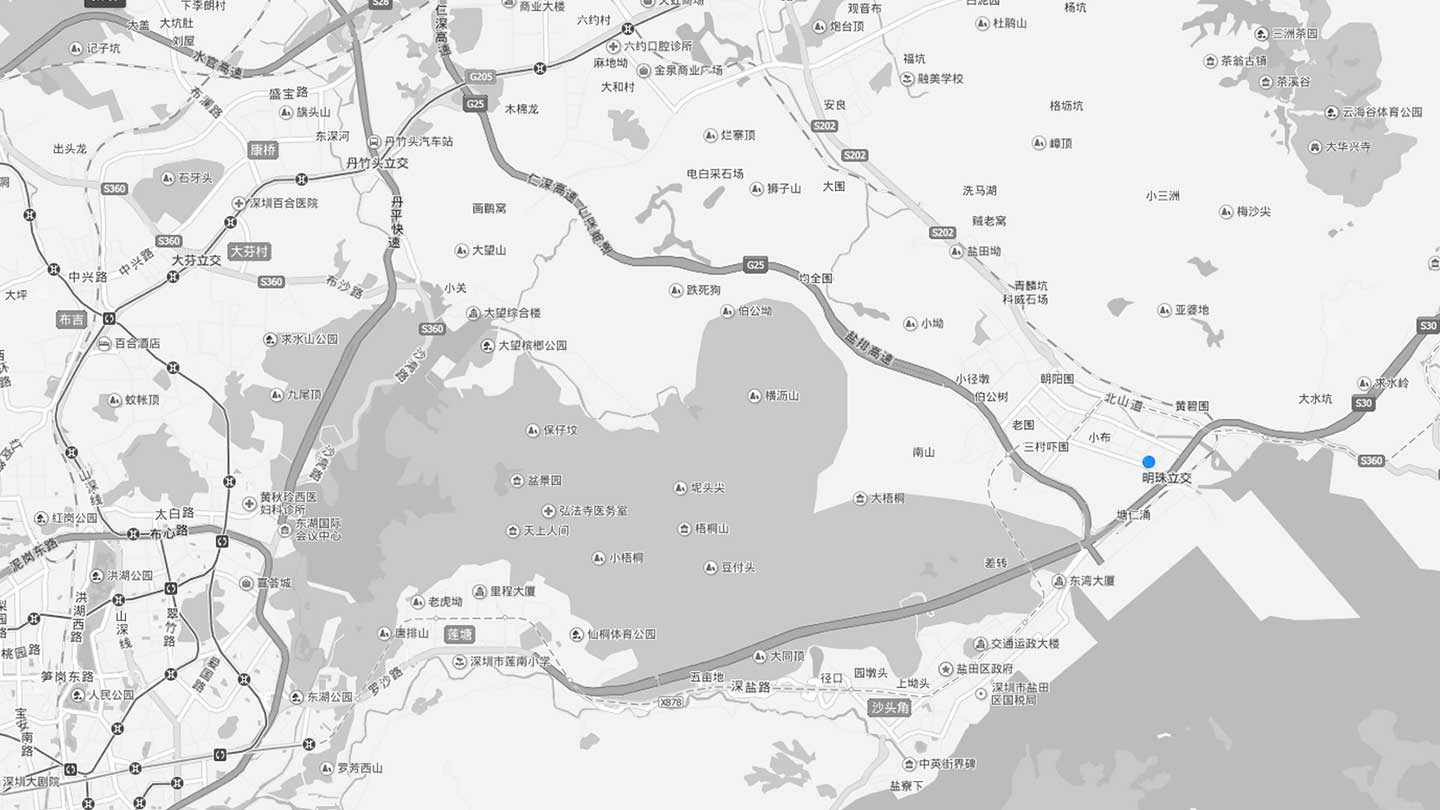 下李朗村
大盖
大坑肚
记子坑
刘屋
水官高速
S28
仁深高速
商业大楼
六约村
天虹商场
六约口腔诊所
麻地坳
金泉商业广场
大和村
观音布
炮台顶
白泥园
杜鹃山
杨坑
福坑
融美学校
三洲茶园
茶翁古镇
茶溪谷
云海谷体育公园
大华兴寺
布澜路
盛宝路
旗头山
G205
G25
木棉龙
东深河
丹竹头汽车站
丹竹头立交
安良
S202
S202
烂寨顶
格坜坑
嶂顶
出头龙
康桥
S360
石牙头
深圳百合医院
丹平快速
仁深高速
仁深高速
画鹛窝
电白采石场
狮子山
大围
洗马湖
小三洲
梅沙尖
贼老窝
S202
盐田坳
S360
中兴路
大芬立交
大芬村
中兴路
S360
布沙路
大望山
G25
均全围
大坪
小关
跌死狗
伯公坳
青麟坑
科威石场
亚婆地
布吉
百合酒店
求水山公园
S360
大望综合楼
大望槟榔公园
小坳
盐排高速
S30
沙湾路
九尾顶
蚊帐顶
横沥山
小径墩
伯公树
朝阳围
北山道
黄碧围
大水坑
S30
求水岭
保仔坟
老围
三村吓围
小布
南山
沙湾路
明珠立交
S360
盆景园
坭头尖
大梧桐
黄秋玲西医
妇科诊所
弘法寺医务室
天上人间
梧桐山
塘仁涌
红岗公园
太白路
布心路
东湖国际
会议中心
泥岗东路
小梧桐
豆付头
差转
东湾大厦
洪湖公园
喜荟城
洪湖西路
山深线
翠竹路
老虎坳
里程大厦
唐排山
莲塘
仙桐体育公园
深圳市莲南小学
大同顶
交通运政大楼
盐田区政府
桃园路
笋岗东路
爱国路
罗沙路
五亩地
深盐路
径口
园墩头
上坳头
深圳市盐田
区国税局
X878
沙头角
人民公园
东湖公园
宝安南路
深圳大剧院
罗芳西山
中英街界碑
盐寮下